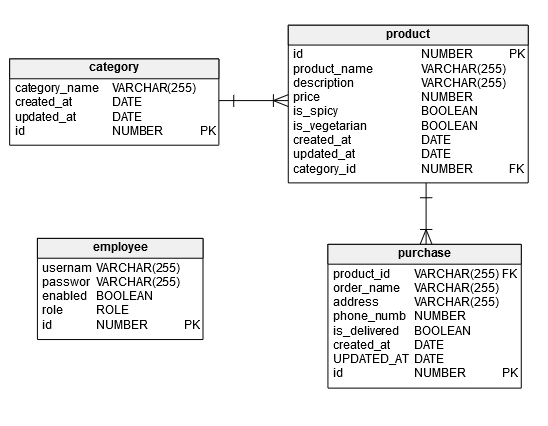 category
category_name VARCHAR(255)
created_at DATE
updated_at DATE
id NUMBER PK
product
id NUMBER PK
product_name VARCHAR(255)
description VARCHAR(255)
price NUMBER
is_spicy BOOLEAN
is_vegetarian BOOLEAN
created_at DATE
updated_at DATE
category_id NUMBER FK
employee
usernam VARCHAR(255)
passwor VARCHAR(255)
enabled BOOLEAN
role ROLE
id NUMBER PK
purchase
product_id VARCHAR(255) FK
order_name VARCHAR(255)
address VARCHAR(255)
phone_numb NUMBER
is_delivered BOOLEAN
created_at DATE
UPDATED_AT DATE
id NUMBER PK